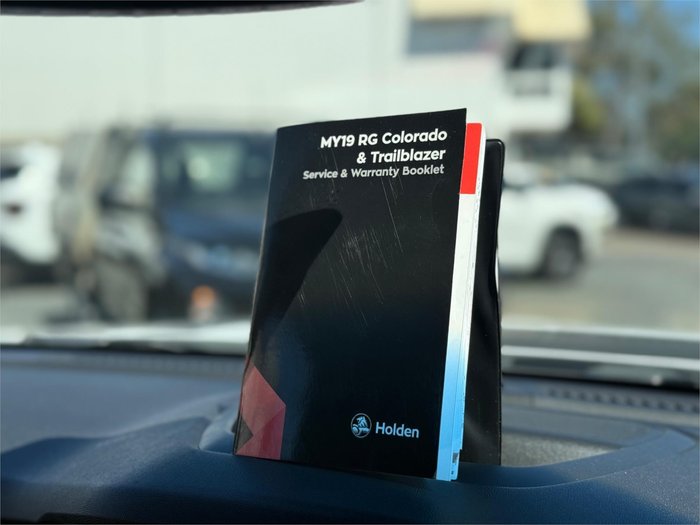 MY19 RG Colorado
& Trailblazer
Service & Warranty Booklet
Holden